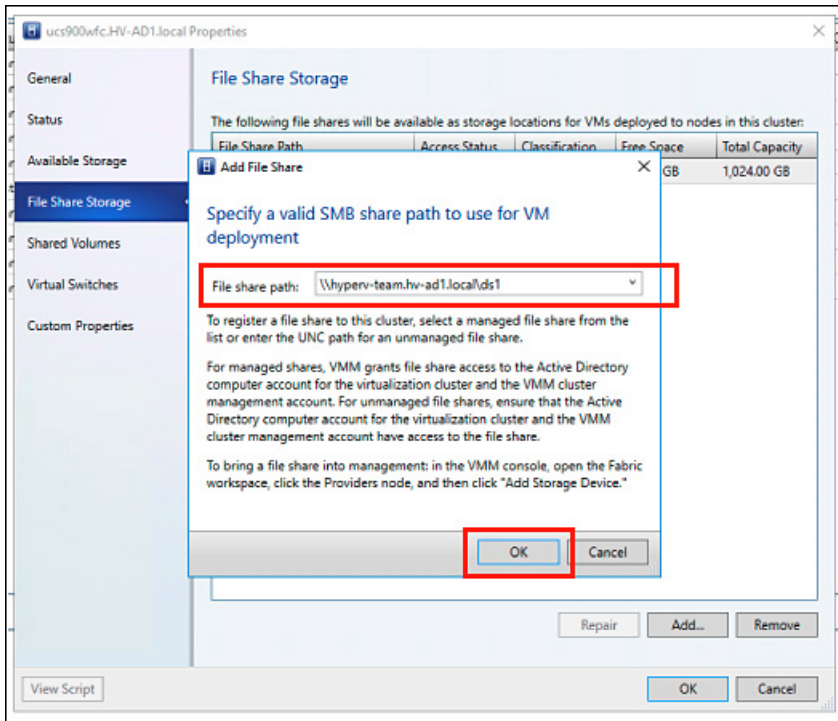 ucs900wfc.HV-AD1.local Properties
General
Status
Available Storage
File Share Storage
Shared Volumes
Virtual Switches
Custom Properties
File Share Storage
The following file shares will be available as storage locations for VMs deployed to nodes in this cluster:
File Share Path Access Status Classification Free Space Total Capacity
GB 1,024.00 GB
Add File Share
Specify a valid SMB share path to use for VM
deployment
File share path: \\hyperv-team.hv-ad1.local\ds1
To register a file share to this cluster, select a managed file share from the
list or enter the UNC path for an unmanaged file share.
For managed shares, VMM grants file share access to the Active Directory
computer account for the virtualization cluster and the VMM cluster
management account. For unmanaged file shares, ensure that the Active
Directory computer account for the virtualization cluster and the VMM
cluster management account have access to the file share.
To bring a file share into management: in the VMM console, open the Fabric
workspace, click the Providers node, and then click "Add Storage Device."
OK Cancel
Repair Add... Remove
View Script OK Cancel